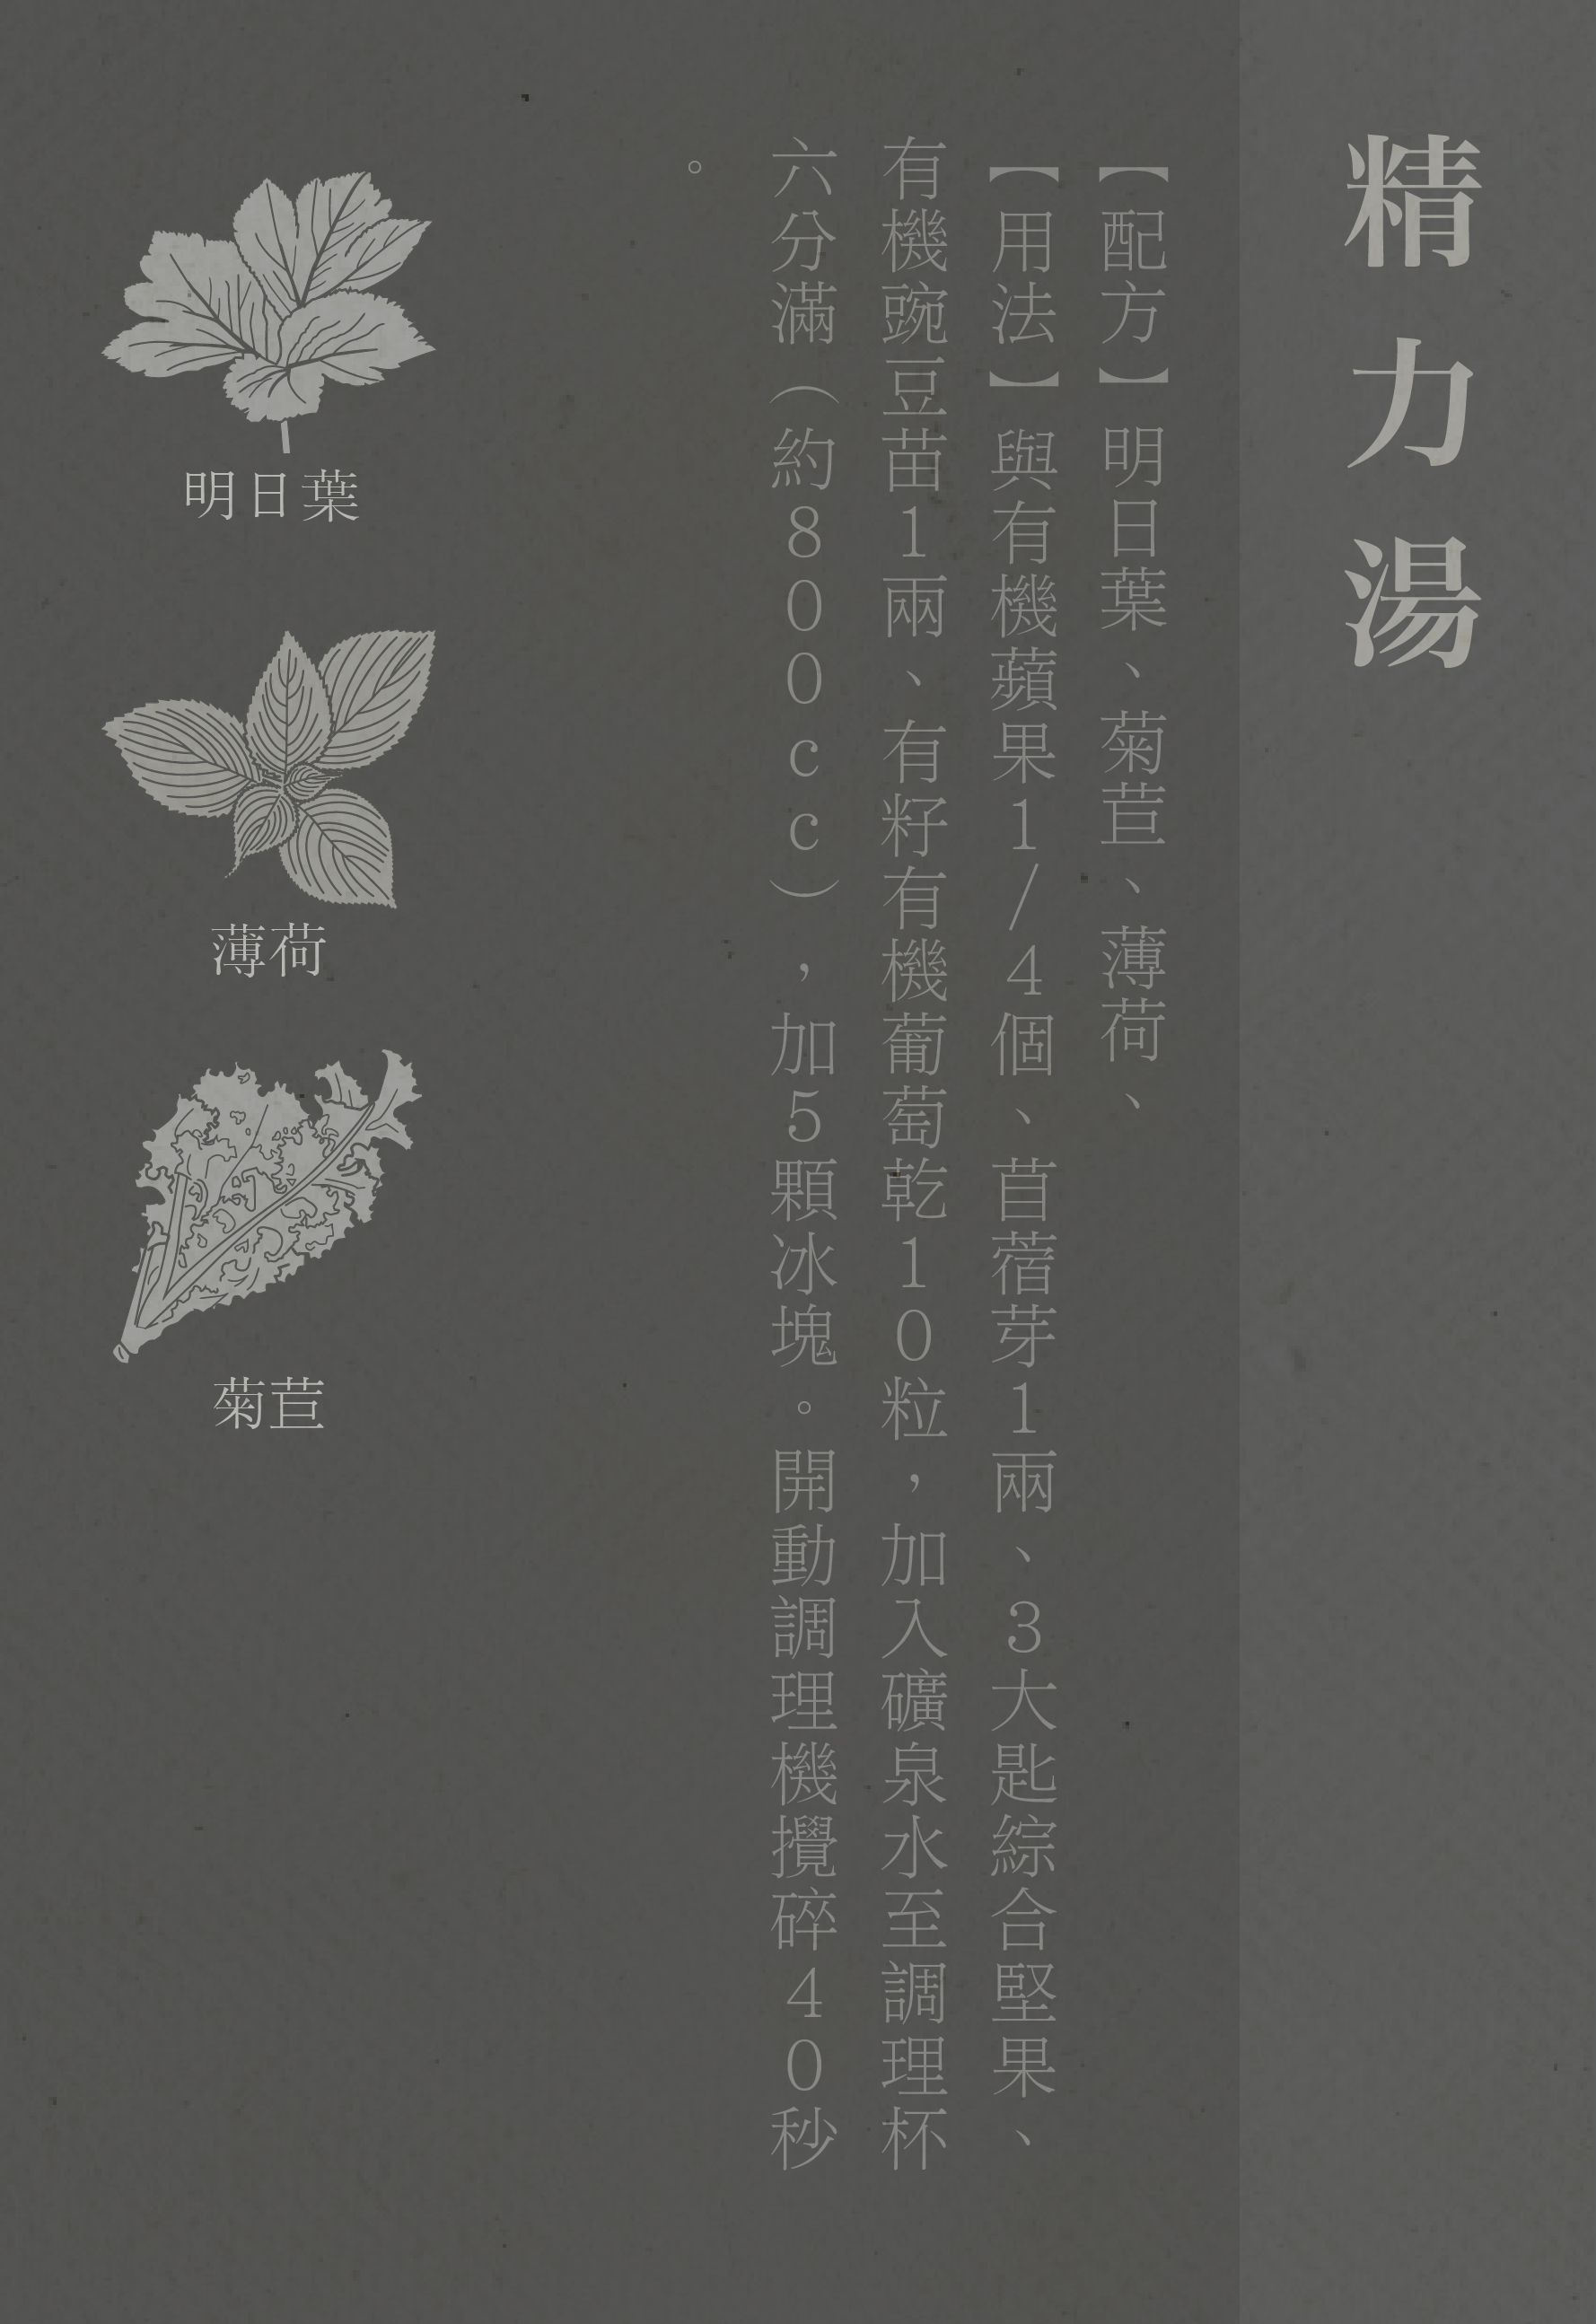 精力湯
【配方】明日葉、菊苣、薄荷、
【用法】與有機蘋果1/4個、苜蓿芽1兩、3大匙綜合堅果、
有機豌豆苗1兩、有籽有機葡萄乾10粒，加入礦泉水至調理杯
六分滿（約800cc），加5顆冰塊。開動調理機攪碎40秒
。
明日葉
薄荷
菊苣